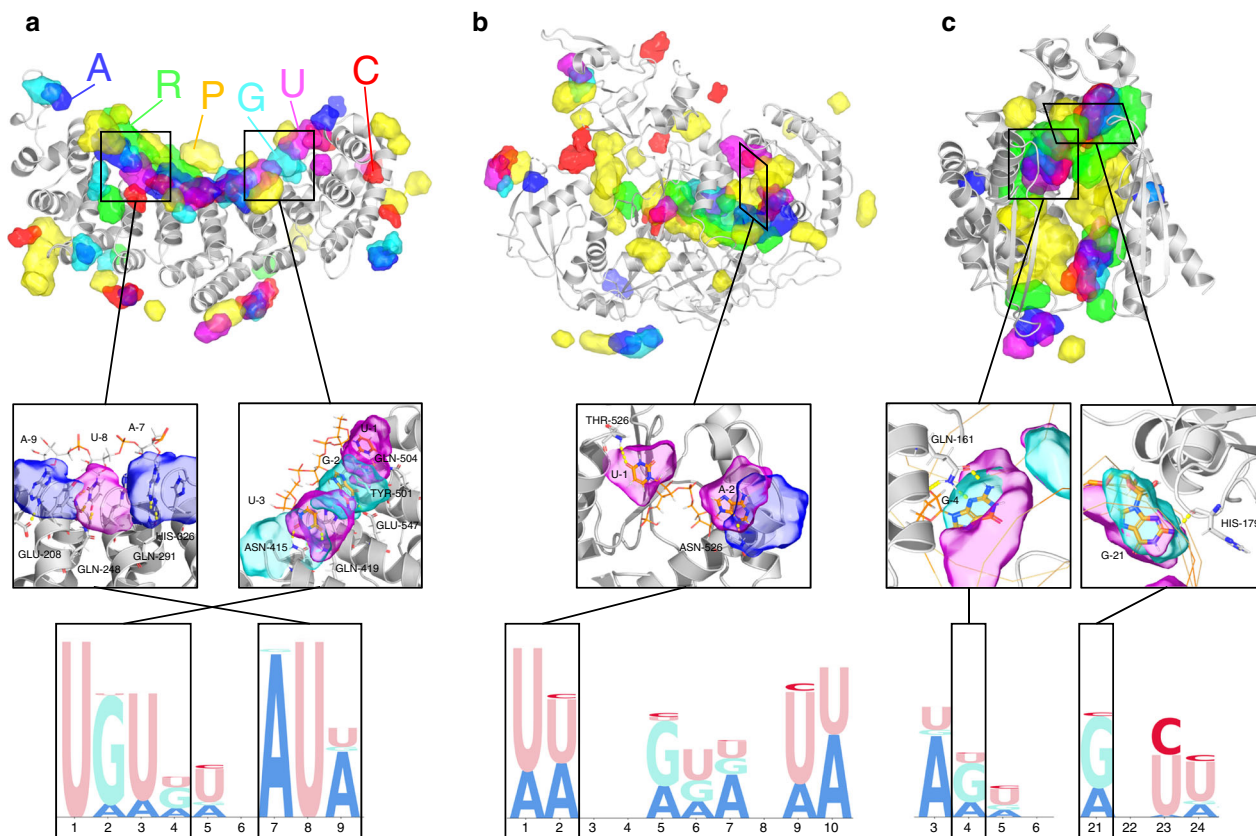 a
b
c
A
R
P
G
U
C
A-9
U-8
A-7
GLU-208
GLN-248
GLN-291
HIS-326
U-1
G-2
GLN-504
U-3
TYR-501
GLU-547
ASN-415
GLN-419
THR-526
U-1
A-2
ASN-526
GLN-161
G-4
G-21
HIS-179
U
G A
U A
U G A
C U A
G A
U
U G A
1 2 3 4 5 6 7 8 9
U A
C U A
C G A
U G A
U G A
C U A
U A
1 2 3 4 5 6 7 8 9 10
U G A
U G A
U
3 4 5 6
C G A
C U
C U A
21 22 23 24